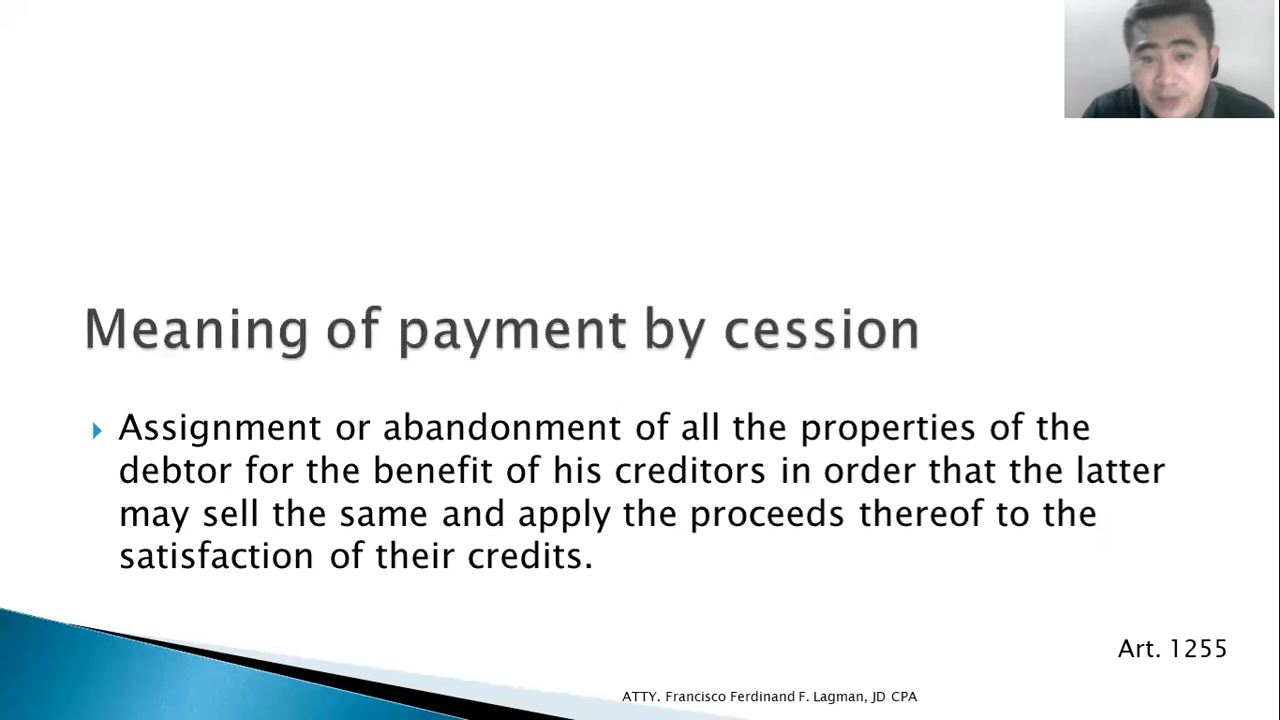 Meaning of payment by cession
Assignment or abandonment of all the properties of the
debtor for the benefit of his creditors in order that the latter
may sell the same and apply the proceeds thereof to the
satisfaction of their credits.
Art. 1255
ATTY. Francisco Ferdinand F. Lagman, JD CPA